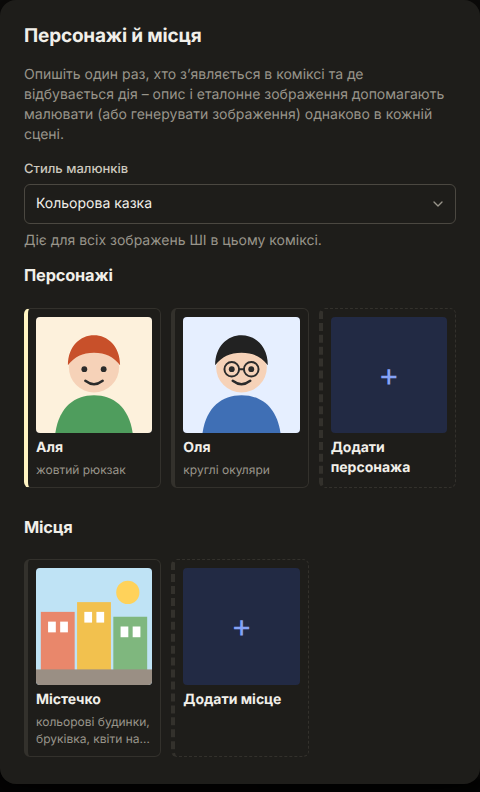 Персонажі й місця
Опишіть один раз, хто зʼявляється в коміксі та де
відбувається дія – опис і еталонне зображення допомагають
малювати (або генерувати зображення) однаково в кожній
сцені.
Стиль малюнків
Кольорова казка
Діє для всіх зображень ШІ в цьому коміксі.
Персонажі
Аля
жовтий рюкзак
Оля
круглі окуляри
Додати
персонажа
Місця
Містечко
кольорові будинки,
бруківка, квіти на...
Додати місце